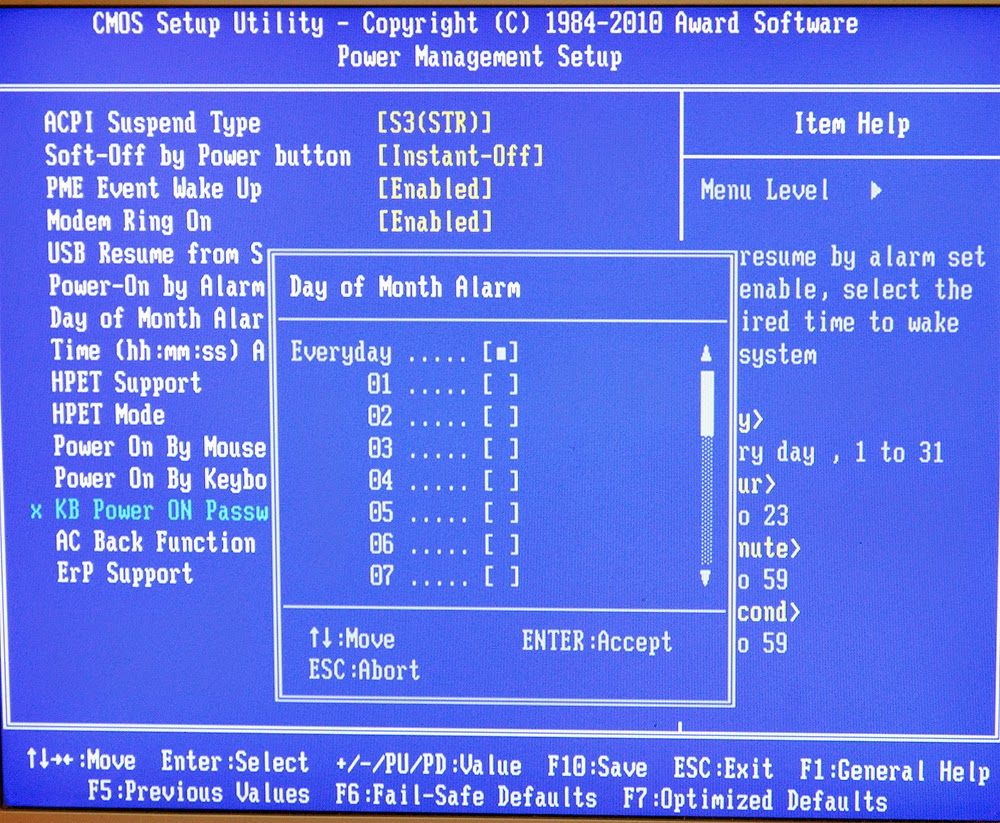 CMOS Setup Utility - Copyright (C) 1984-2010 Award Software
Power Management Setup
ACPI Suspend Type [S3(STR)]
Soft-Off by Power button [Instant-Off]
PME Event Wake Up [Enabled]
Modem Ring On [Enabled]
USB Resume from S
Power-On by Alarm
Day of Month Alar
Time (hh:mm:ss) A
HPET Support
HPET Mode
Power On By Mouse
Power On By Keybo
x KB Power ON Passw
AC Back Function
ErP Support
Day of Month Alarm
Everyday ..... [■]
01 ..... [ ]
02 ..... [ ]
03 ..... [ ]
04 ..... [ ]
05 ..... [ ]
06 ..... [ ]
07 ..... [ ]
↑↓:Move ENTER:Accept
ESC:Abort
Item Help
Menu Level ▶
resume by alarm set
enable, select the
ired time to wake
system
y>
ry day , 1 to 31
ur>
o 23
nute>
o 59
cond>
o 59
↑↓→←:Move Enter:Select +/-/PU/PD:Value F10:Save ESC:Exit F1:General Help
F5:Previous Values F6:Fail-Safe Defaults F7:Optimized Defaults